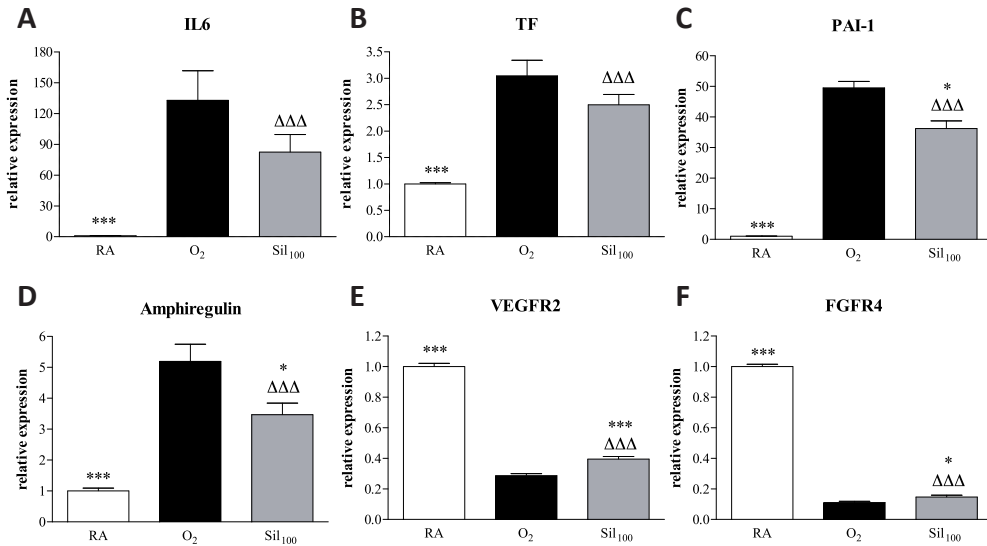 A
IL6
relative expression
180
150
120
90
60
30
0
***
ΔΔΔ
RA
O₂
Sil₁₀₀
B
TF
relative expression
3.5
3.0
2.5
2.0
1.5
1.0
0.5
0.0
***
ΔΔΔ
RA
O₂
Sil₁₀₀
C
PAI-1
relative expression
60
50
40
30
20
10
0
***
*
ΔΔΔ
RA
O₂
Sil₁₀₀
D
Amphiregulin
relative expression
6
5
4
3
2
1
0
***
*
ΔΔΔ
RA
O₂
Sil₁₀₀
E
VEGFR2
relative expression
1.2
1.0
0.8
0.6
0.4
0.2
0.0
***
***
ΔΔΔ
RA
O₂
Sil₁₀₀
F
FGFR4
relative expression
1.2
1.0
0.8
0.6
0.4
0.2
0.0
***
*
ΔΔΔ
RA
O₂
Sil₁₀₀